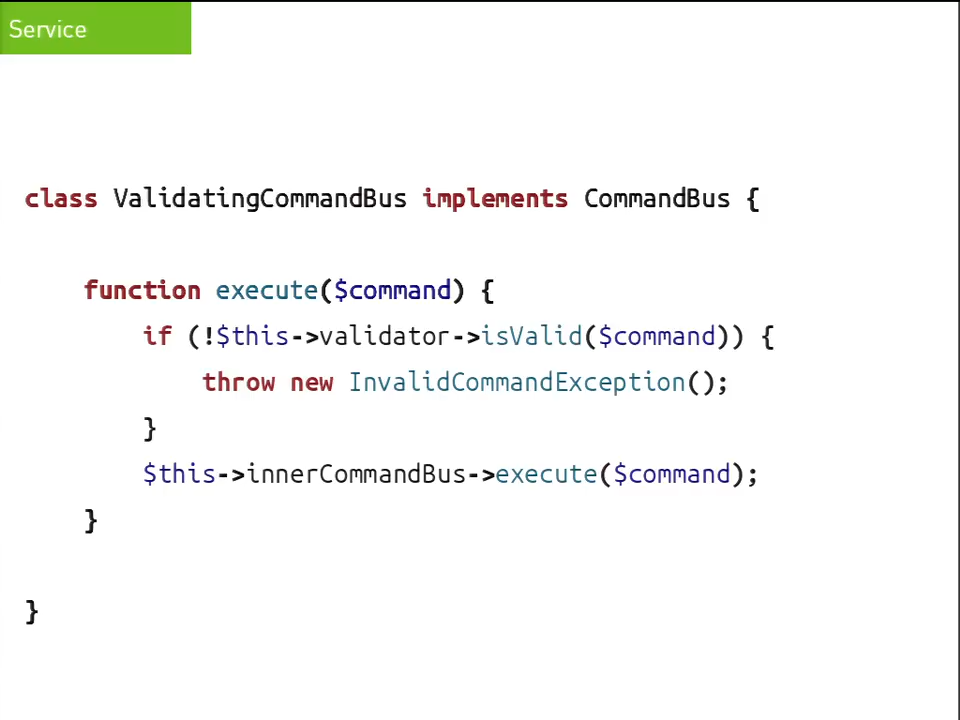 Service
class ValidatingCommandBus implements CommandBus {
function execute($command) {
if (!$this->validator->isValid($command)) {
throw new InvalidCommandException();
}
$this->innerCommandBus->execute($command);
}
}